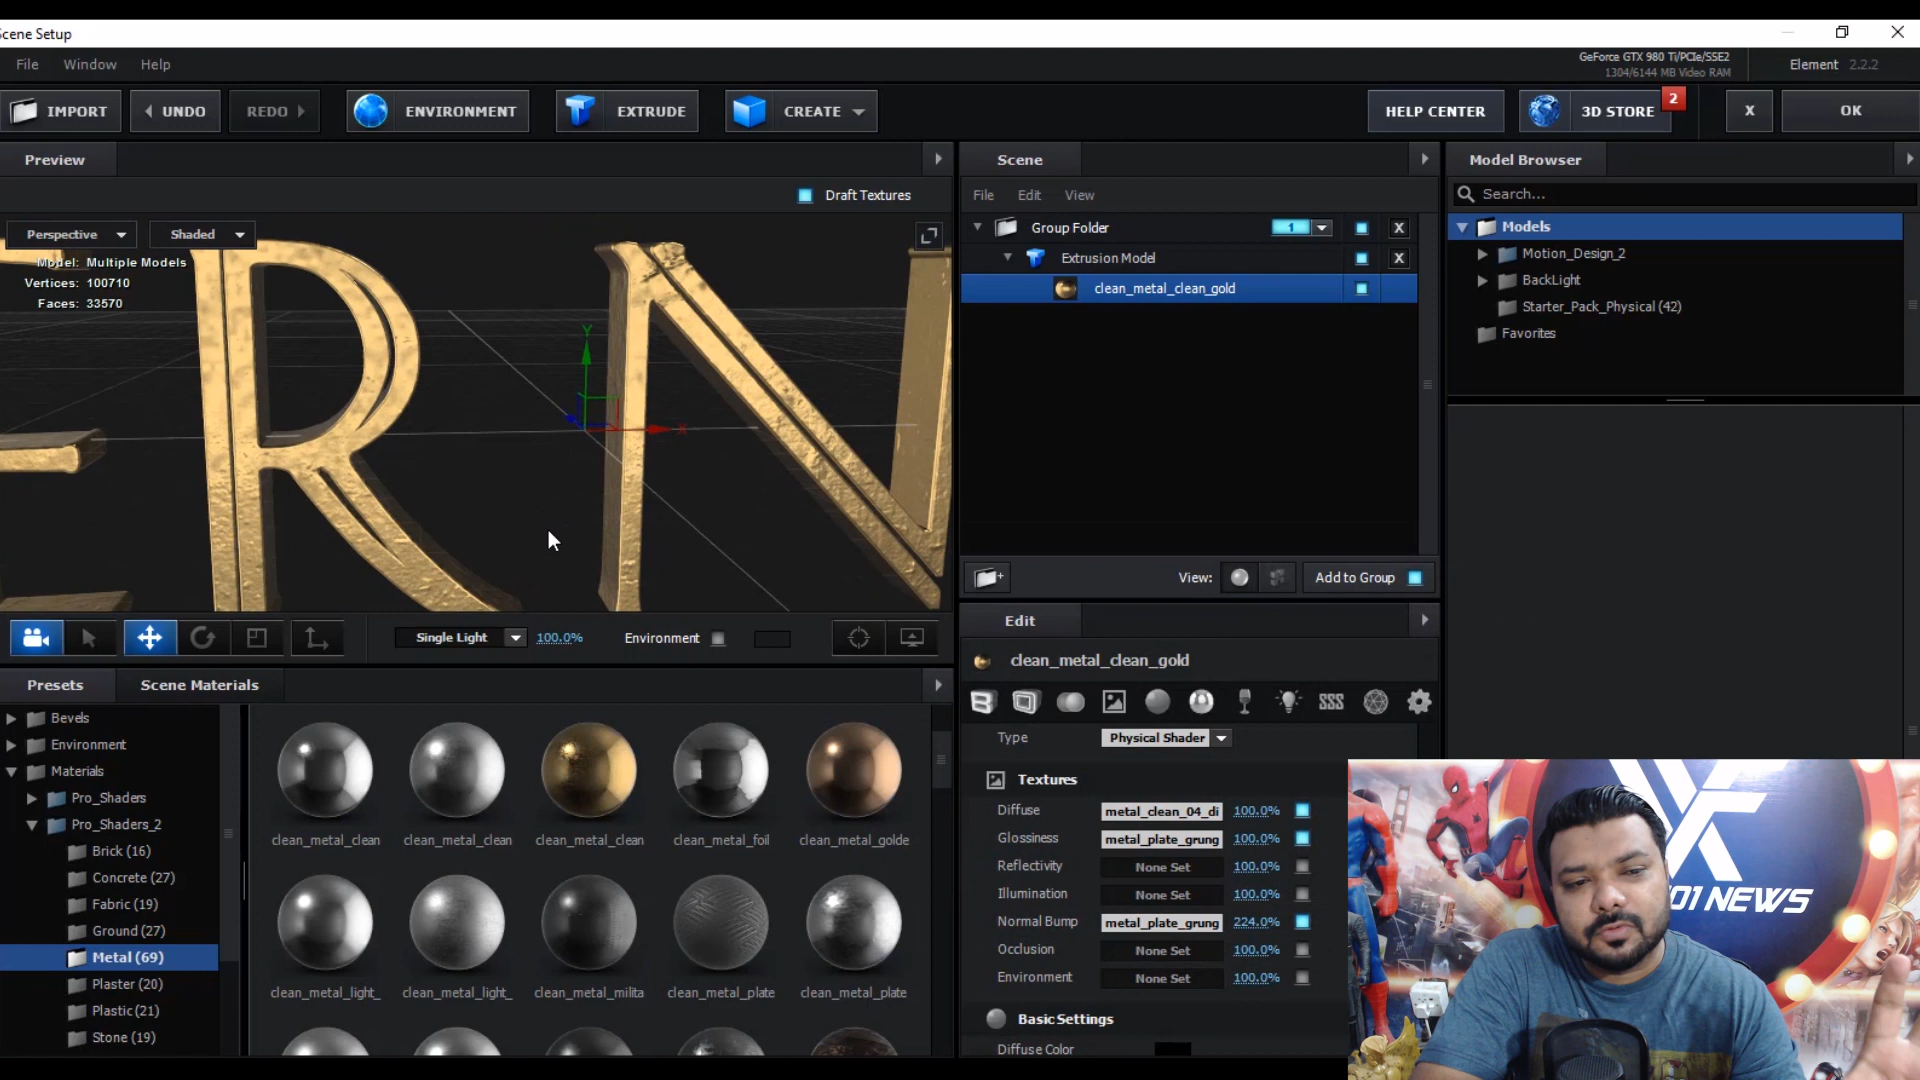 Scene Setup
File Window Help
GeForce GTX 980 Ti/PCIe/SSE2
1304/6144 MB Video RAM
Element 2.2.2
IMPORT UNDO REDO ENVIRONMENT EXTRUDE CREATE HELP CENTER 3D STORE 2 X OK
Preview
Draft Textures
Perspective Shaded
Model: Multiple Models
Vertices: 100710
Faces: 33570
ERN
Y
X
Single Light 100.0% Environment
Presets Scene Materials
Bevels
Environment
Materials
Pro_Shaders
Pro_Shaders_2
Brick (16)
Concrete (27)
Fabric (19)
Ground (27)
Metal (69)
Plaster (20)
Plastic (21)
Stone (19)
clean_metal_clean clean_metal_clean clean_metal_clean clean_metal_foil clean_metal_golde
clean_metal_light_ clean_metal_light_ clean_metal_milita clean_metal_plate clean_metal_plate
Scene
File Edit View
Group Folder 1 X
Extrusion Model X
clean_metal_clean_gold
View: Add to Group
Edit
clean_metal_clean_gold
SSS
Type Physical Shader
Textures
Diffuse metal_clean_04_di 100.0%
Glossiness metal_plate_grung 100.0%
Reflectivity None Set 100.0%
Illumination None Set 100.0%
Normal Bump metal_plate_grung 224.0%
Occlusion None Set 100.0%
Environment None Set 100.0%
Basic Settings
Diffuse Color
Model Browser
Search...
Models
Motion_Design_2
BackLight
Starter_Pack_Physical (42)
Favorites
NEWS